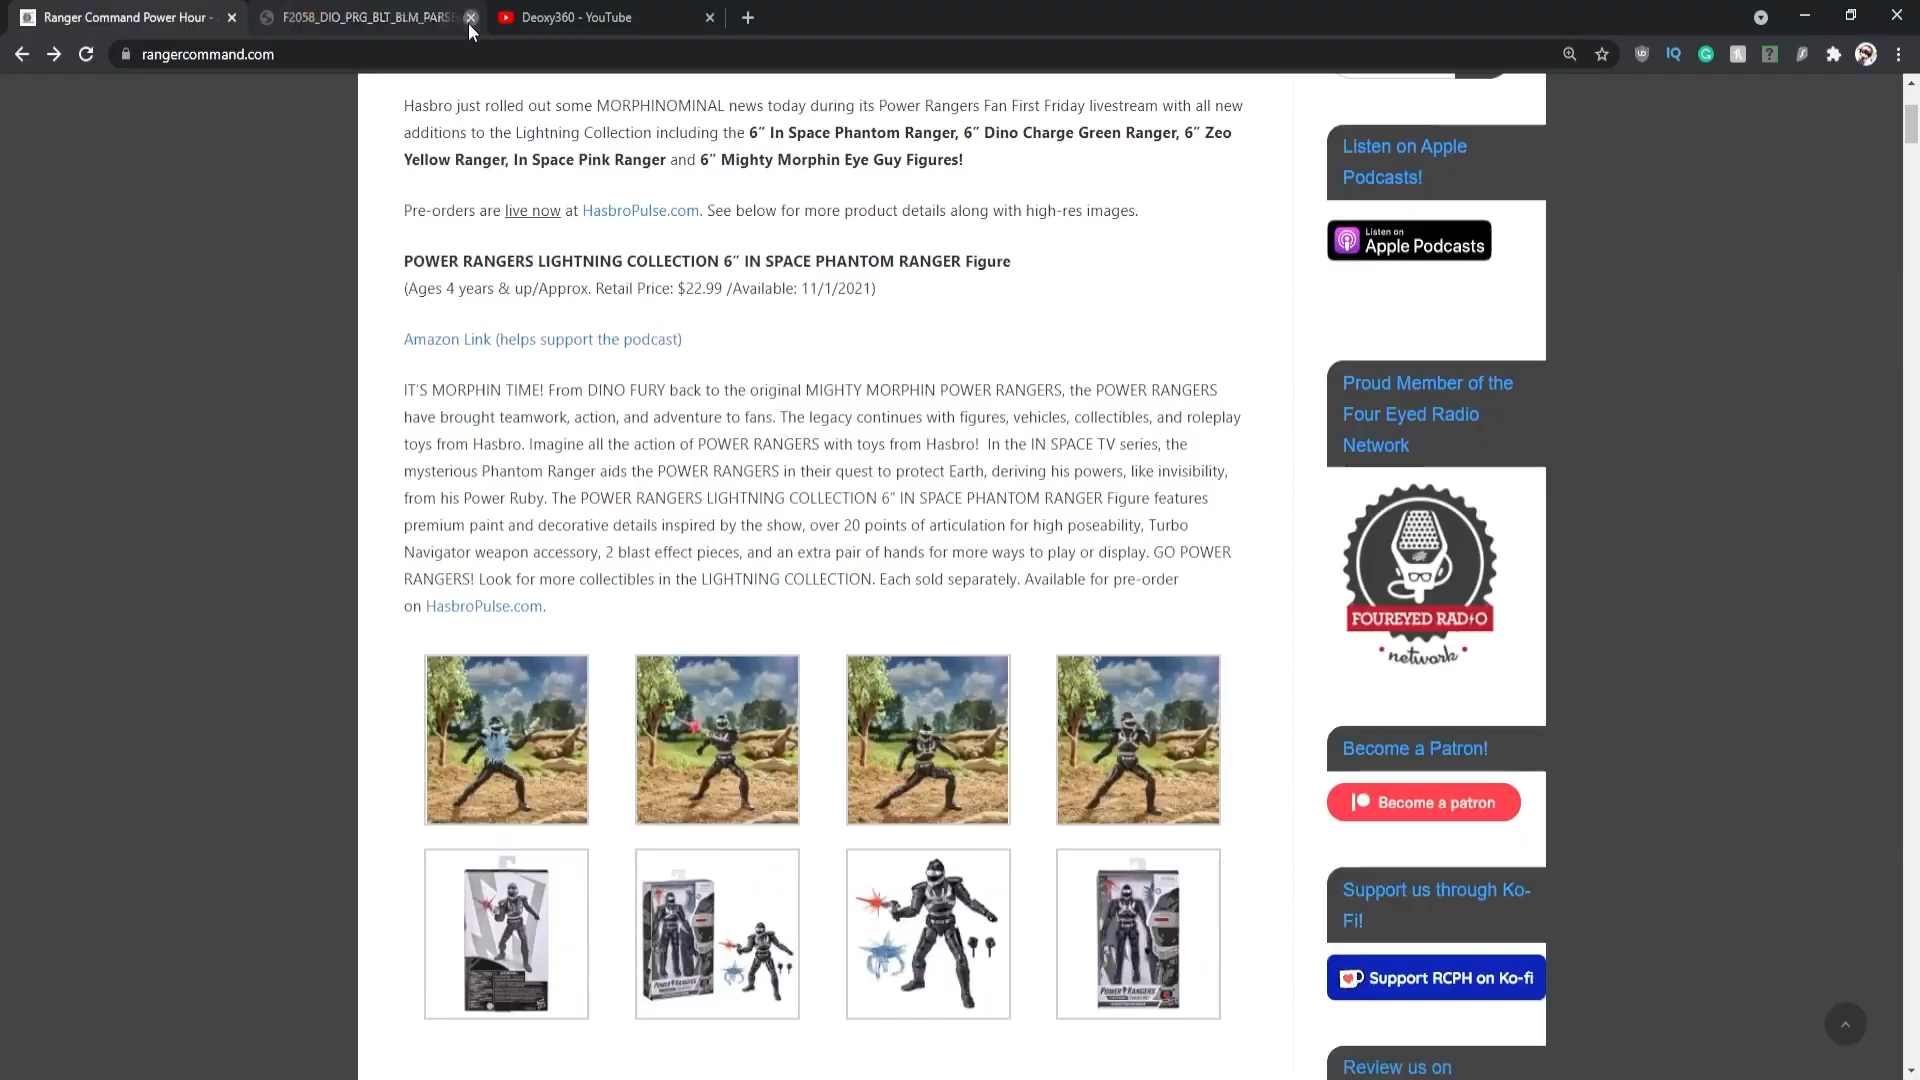 Ranger Command Power Hour -
F2058_DIO_PRG_BLT_BLM_PARSE
Deoxy360 - YouTube
rangercommand.com
Hasbro just rolled out some MORPHINOMINAL news today during its Power Rangers Fan First Friday livestream with all new
additions to the Lightning Collection including the 6″ In Space Phantom Ranger, 6″ Dino Charge Green Ranger, 6″ Zeo
Yellow Ranger, In Space Pink Ranger and 6″ Mighty Morphin Eye Guy Figures!
Pre-orders are live now at HasbroPulse.com. See below for more product details along with high-res images.
POWER RANGERS LIGHTNING COLLECTION 6″ IN SPACE PHANTOM RANGER Figure
(Ages 4 years & up/Approx. Retail Price: $22.99 /Available: 11/1/2021)
Amazon Link (helps support the podcast)
IT'S MORPHIN TIME! From DINO FURY back to the original MIGHTY MORPHIN POWER RANGERS, the POWER RANGERS
have brought teamwork, action, and adventure to fans. The legacy continues with figures, vehicles, collectibles, and roleplay
toys from Hasbro. Imagine all the action of POWER RANGERS with toys from Hasbro! In the IN SPACE TV series, the
mysterious Phantom Ranger aids the POWER RANGERS in their quest to protect Earth, deriving his powers, like invisibility,
from his Power Ruby. The POWER RANGERS LIGHTNING COLLECTION 6″ IN SPACE PHANTOM RANGER Figure features
premium paint and decorative details inspired by the show, over 20 points of articulation for high poseability, Turbo
Navigator weapon accessory, 2 blast effect pieces, and an extra pair of hands for more ways to play or display. GO POWER
RANGERS! Look for more collectibles in the LIGHTNING COLLECTION. Each sold separately. Available for pre-order
on HasbroPulse.com.
POWER RANGERS
POWER RANGERS
Listen on Apple
Podcasts!
Listen on
Apple Podcasts
Proud Member of the
Four Eyed Radio
Network
FOUREYED RADIO
network
Become a Patron!
Become a patron
Support us through Ko-
Fi!
Support RCPH on Ko-fi
Review us on